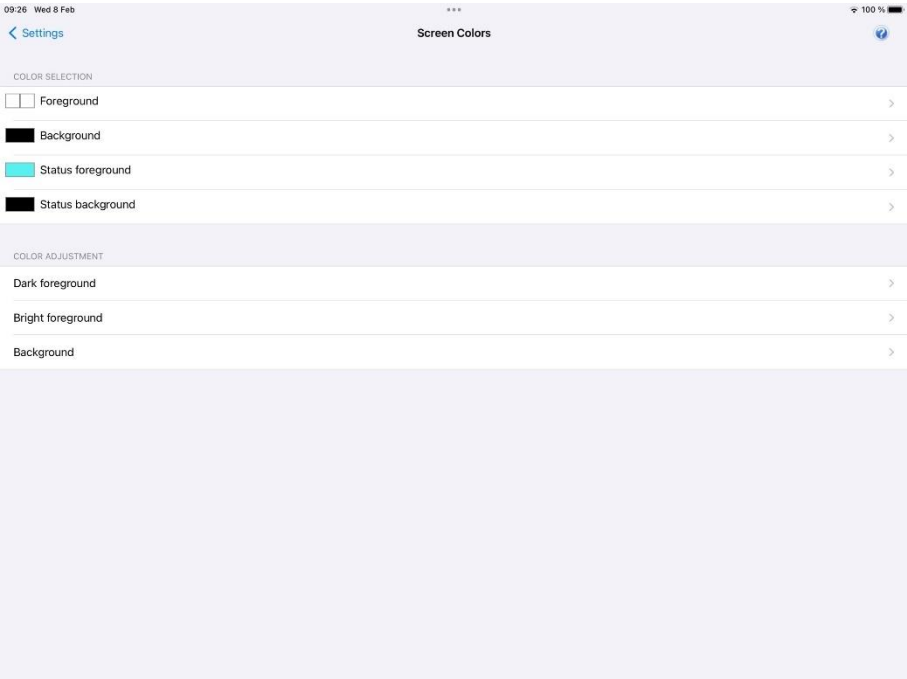 09:26 Wed 8 Feb
100 %
Settings
Screen Colors
?
COLOR SELECTION
Foreground
Background
Status foreground
Status background
COLOR ADJUSTMENT
Dark foreground
Bright foreground
Background